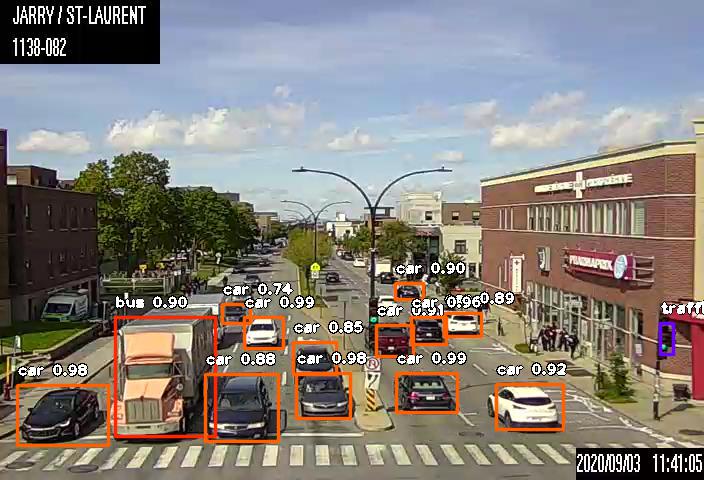 JARRY / ST-LAURENT
1138-082
car 0.90
car 0.74
bus 0.90
car 0.99
0.96
0.89
car 0.91
traffi
car 0.85
car 0.98
car 0.88
car 0.98
car 0.99
car 0.92
PHARMAPRIX
2020/09/03 11:41:05